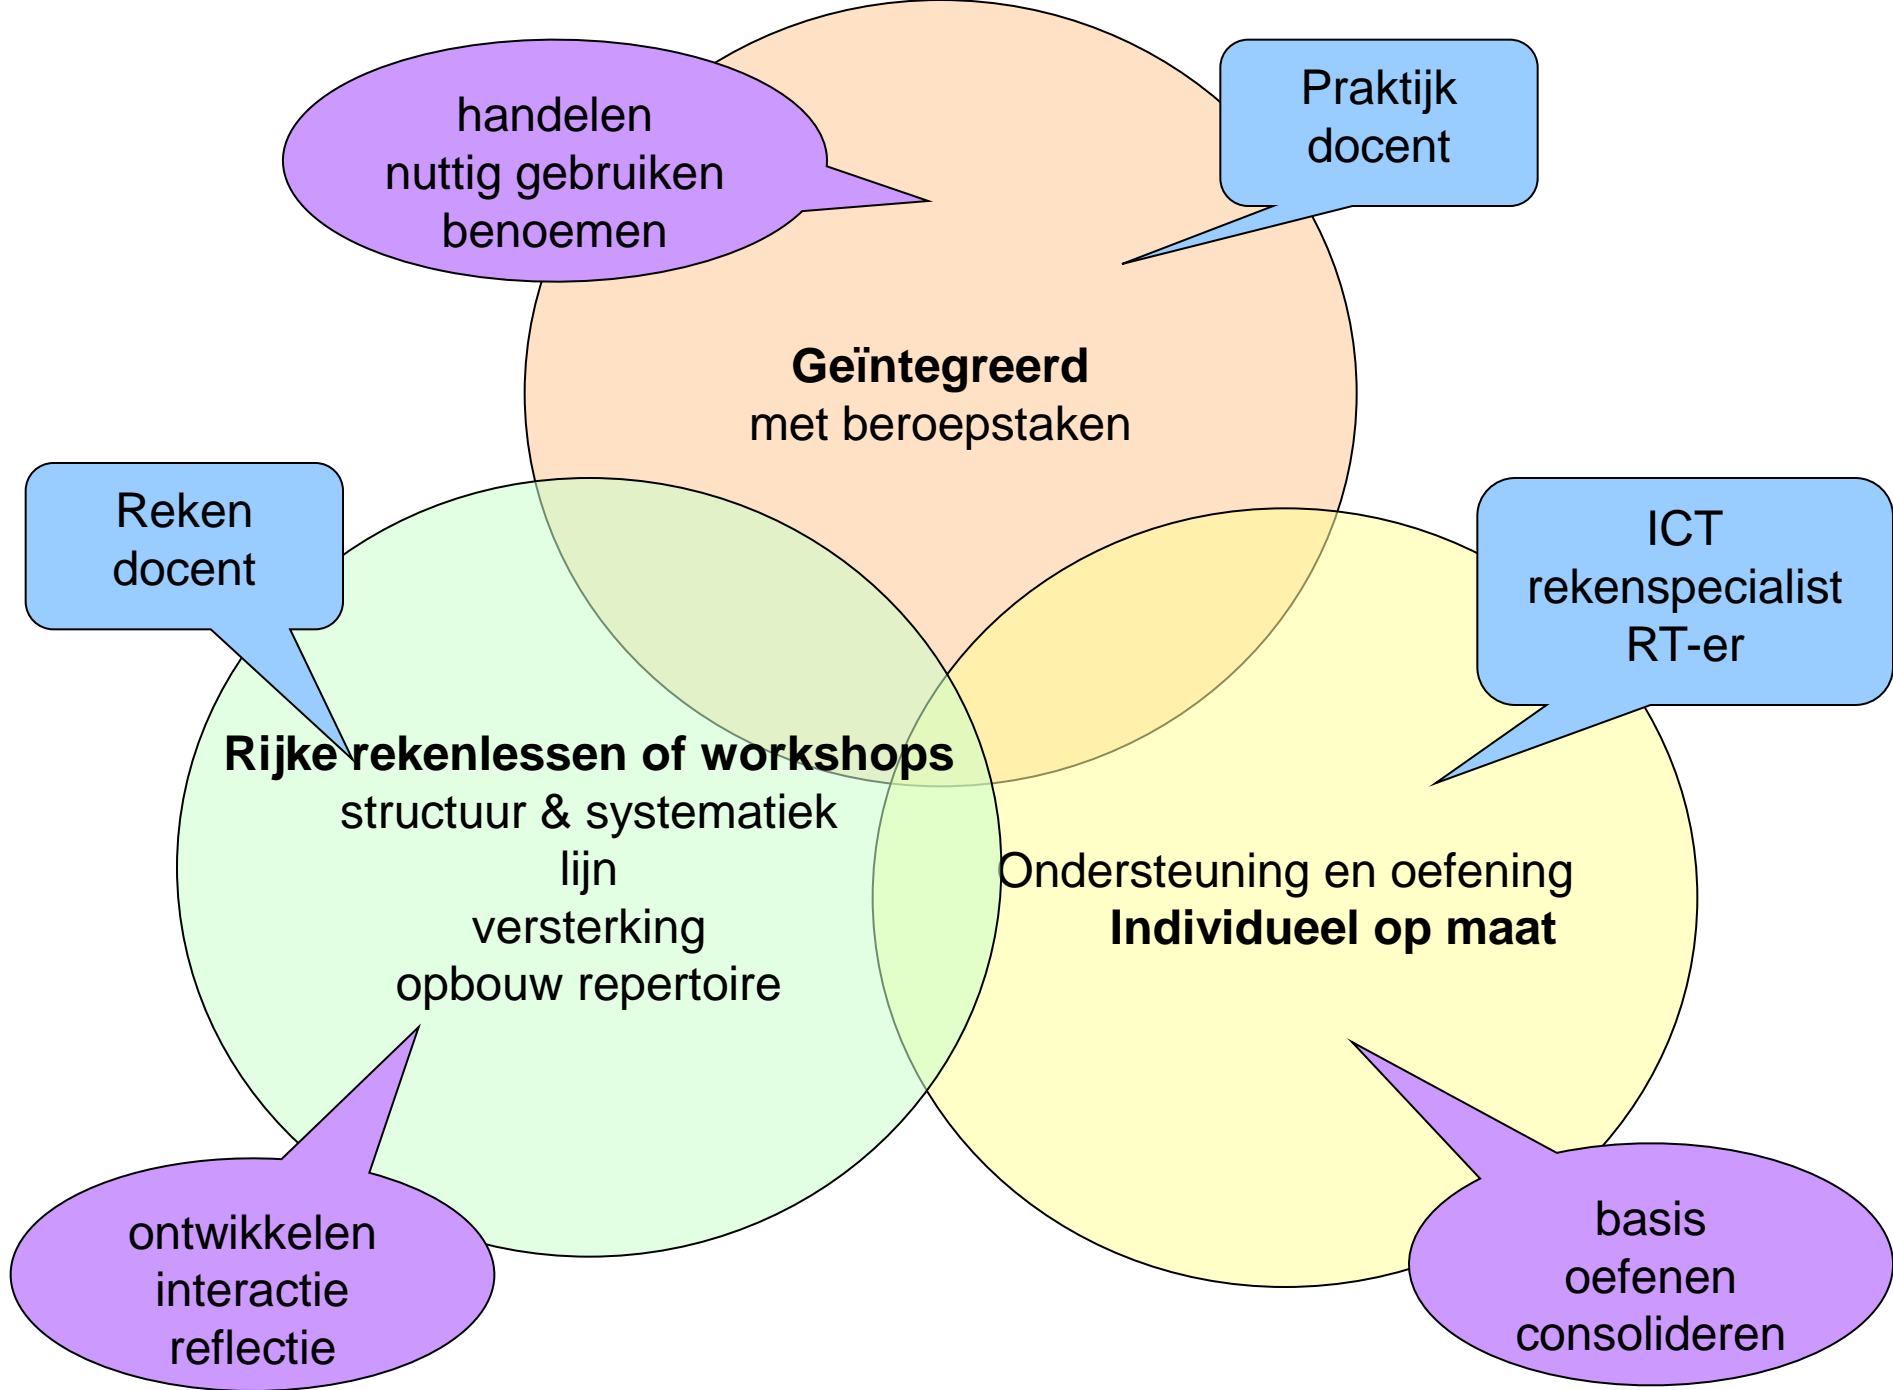 handelen
nuttig gebruiken
benoemen
Praktijk
docent
Geïntegreerd
met beroepstaken
Reken
docent
ICT
rekenspecialist
RT-er
Rijke rekenlessen of workshops
structuur & systematiek
lijn
versterking
opbouw repertoire
Ondersteuning en oefening
Individueel op maat
ontwikkelen
interactie
reflectie
basis
oefenen
consolideren